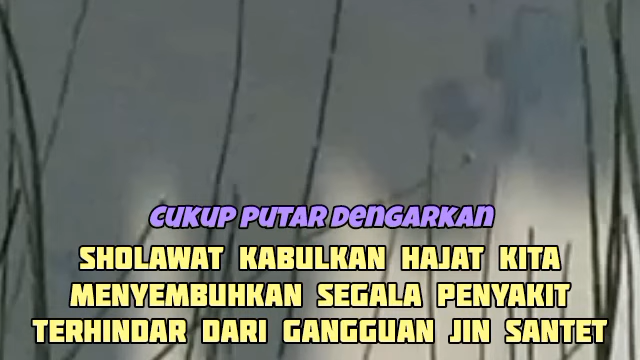 CUKUP PUTAR DENGARKAN
SHOLAWAT KABULKAN HAJAT KITA
MENYEMBUHKAN SEGALA PENYAKIT
TERHINDAR DARI GANGGUAN JIN SANTET